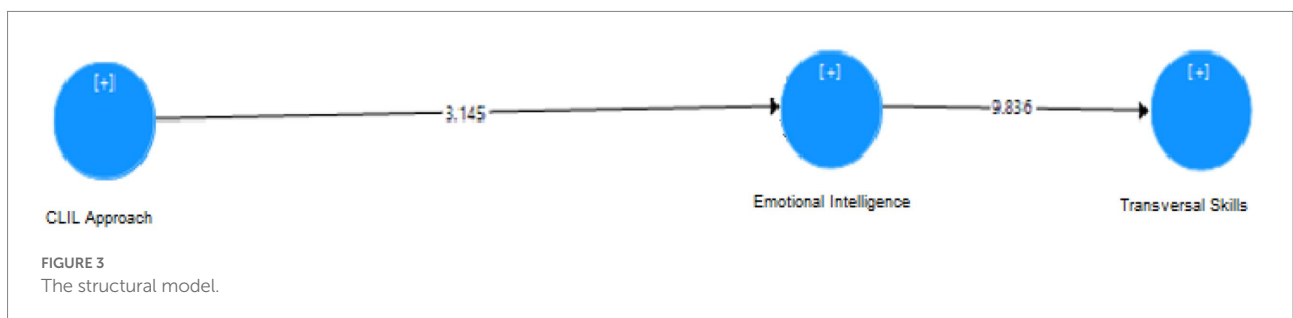 [+]
[+]
[+]
3.145
9.836
CLIL Approach
Emotional Intelligence
Transversal Skills
FIGURE 3
The structural model.